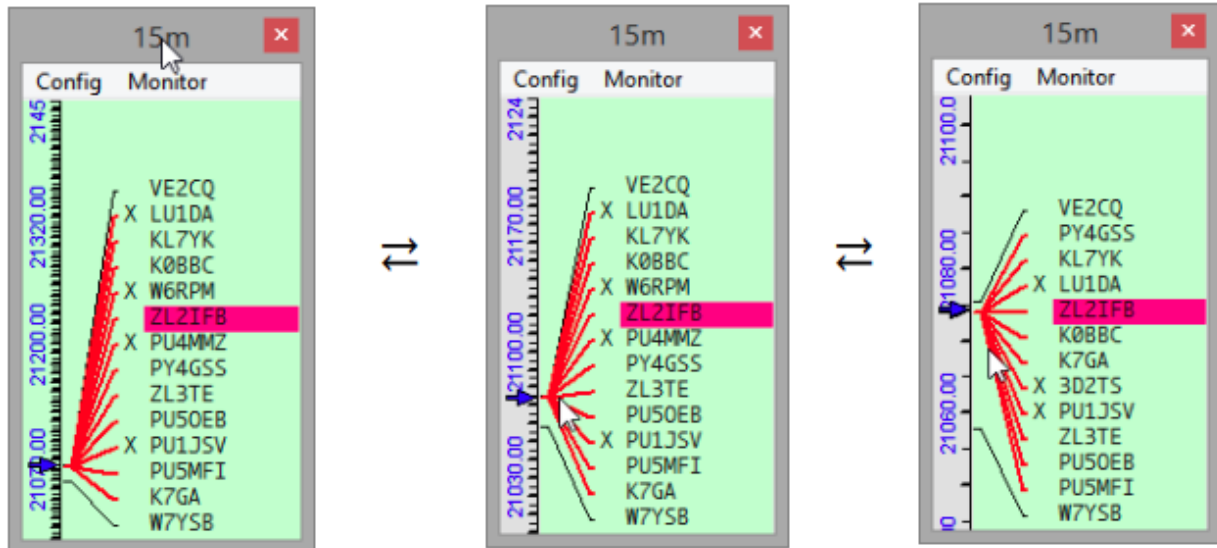 15m
Config Monitor
2145
21320.00
21200.00
21070.00
VE2CQ
X LU1DA
KL7YK
K0BBC
X W6RPM
ZL2IFB
X PU4MMZ
PY4GSS
ZL3TE
PU5OEB
X PU1JSV
PU5MFI
K7GA
W7YSB
15m
Config Monitor
2124
21170.00
21100.00
21030.00
VE2CQ
X LU1DA
KL7YK
K0BBC
X W6RPM
ZL2IFB
X PU4MMZ
PY4GSS
ZL3TE
PU5OEB
X PU1JSV
PU5MFI
K7GA
W7YSB
15m
Config Monitor
21100.0
21080.00
21060.00
00
VE2CQ
PY4GSS
KL7YK
X LU1DA
ZL2IFB
K0BBC
K7GA
X 3D2TS
X PU1JSV
ZL3TE
PU5OEB
PU5MFI
W7YSB